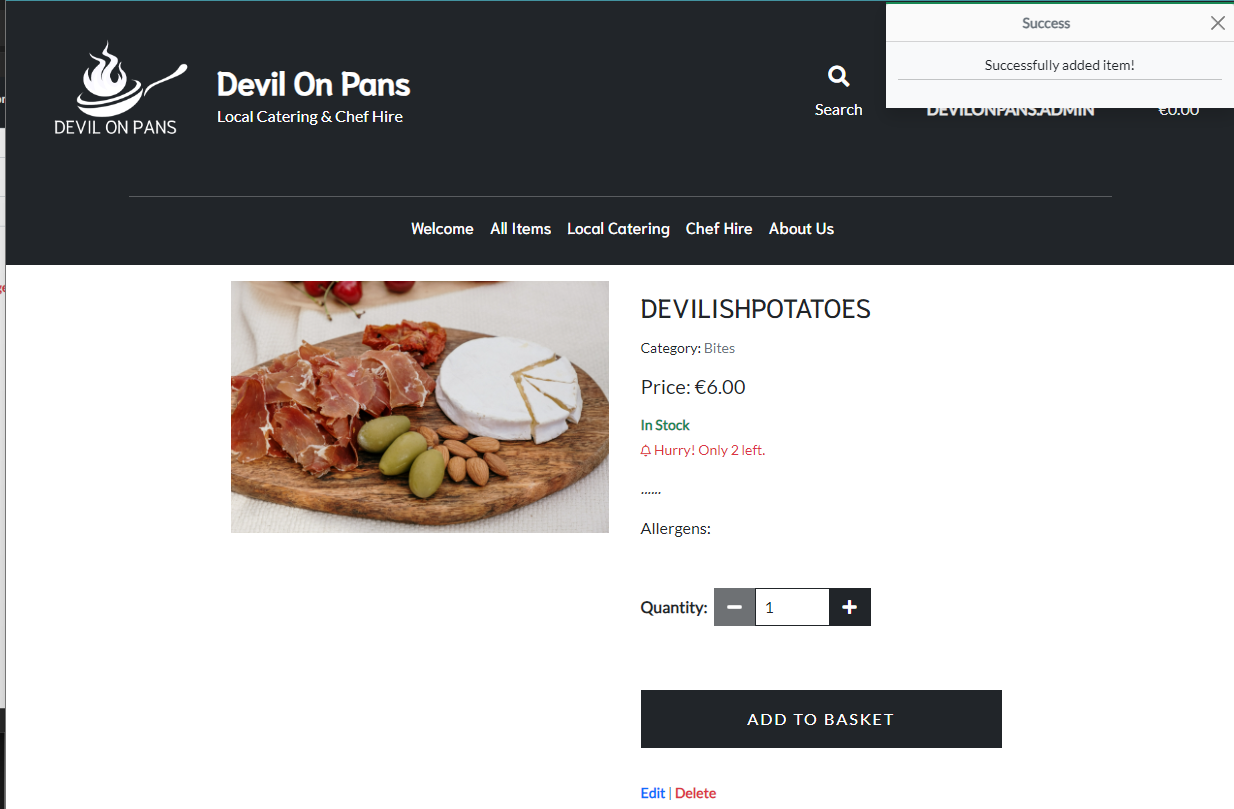 Success
Successfully added item!
Devil On Pans
Local Catering & Chef Hire
DEVIL ON PANS
Search
DEVILONPANS.ADMIN
€0.00
Welcome All Items Local Catering Chef Hire About Us
DEVILISHPOTATOES
Category: Bites
Price: €6.00
In Stock
Hurry! Only 2 left.
......
Allergens:
Quantity: 1
ADD TO BASKET
Edit | Delete